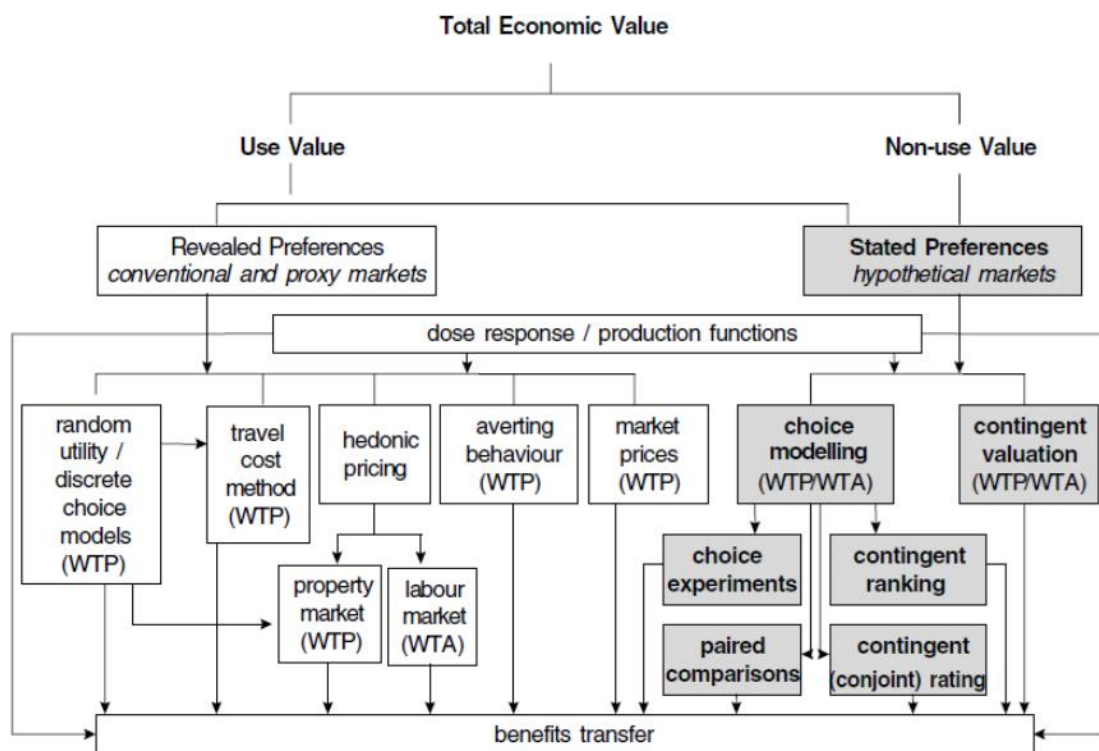 Total Economic Value
Use Value
Non-use Value
Revealed Preferences
conventional and proxy markets
Stated Preferences
hypothetical markets
dose response / production functions
random
utility /
discrete
choice
models
(WTP)
travel
cost
method
(WTP)
hedonic
pricing
averting
behaviour
(WTP)
market
prices
(WTP)
choice
modelling
(WTP/WTA)
contingent
valuation
(WTP/WTA)
property
market
(WTP)
labour
market
(WTA)
choice
experiments
contingent
ranking
paired
comparisons
contingent
(conjoint) rating
benefits transfer